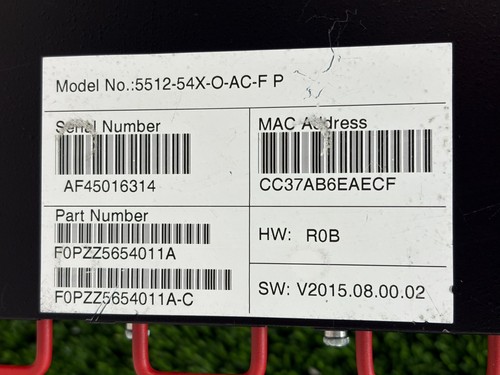 Model No.:5512-54X-O-AC-F P
Serial Number
AF45016314
MAC Address
CC37AB6EAECF
Part Number
F0PZZ5654011A
F0PZZ5654011A-C
HW: R0B
SW: V2015.08.00.02